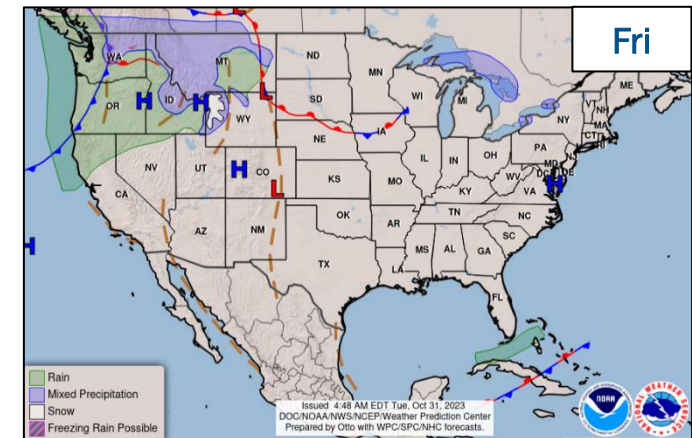 Fri
L
WA
MT
ND
MN
ME
OR
H
ID
H
L
SD
WI
MI
VT
NH
NY
MA
CT
RI
WY
IA
NE
PA
NJ
NV
UT
H
CO
IL
IN
OH
MD
DE
DC
WV
VA
H
CA
L
KS
MO
KY
H
AZ
NM
OK
AR
TN
NC
SC
TX
MS
AL
GA
LA
FL
Rain
Mixed Precipitation
Snow
Freezing Rain Possible
Issued 4:48 AM EDT Tue, Oct 31, 2023
DOC/NOAA/NWS/NCEP/Weather Prediction Center
Prepared by Otto with WPC/SPC/NHC forecasts.
NOAA
NATIONAL WEATHER SERVICE